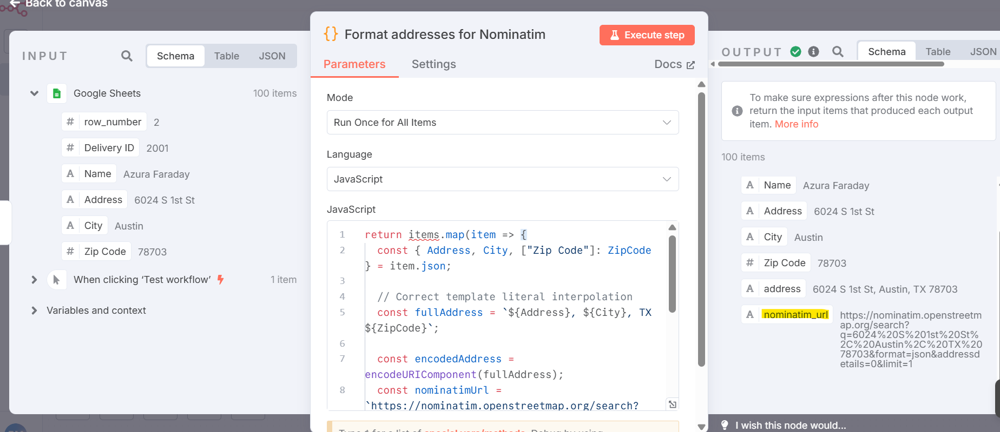 Back to canvas
INPUT
Schema
Table
JSON
Google Sheets
100 items
# row_number 2
# Delivery ID 2001
A Name Azura Faraday
A Address 6024 S 1st St
A City Austin
# Zip Code 78703
When clicking ‘Test workflow’
1 item
Variables and context
{} Format addresses for Nominatim
Execute step
Parameters
Settings
Docs
Mode
Run Once for All Items
Language
JavaScript
JavaScript
1 return items.map(item => {
2 const { Address, City, ["Zip Code"]: ZipCode
} = item.json;
3
4 // Correct template literal interpolation
5 const fullAddress = `${Address}, ${City}, TX
${ZipCode}`;
6
7 const encodedAddress =
encodeURIComponent(fullAddress);
8 const nominatimUrl =
`https://nominatim.openstreetmap.org/search?
OUTPUT
Schema
Table
JSON
To make sure expressions after this node work,
return the input items that produced each output
item. More info
100 items
A Name Azura Faraday
A Address 6024 S 1st St
A City Austin
# Zip Code 78703
A address 6024 S 1st St, Austin, TX 78703
A nominatim_url https://nominatim.openstreetm
ap.org/search?
q=6024%20S%201st%20St%
2C%20Austin%2C%20TX%20
78703&format=json&addressd
etails=0&limit=1
I wish this node would...